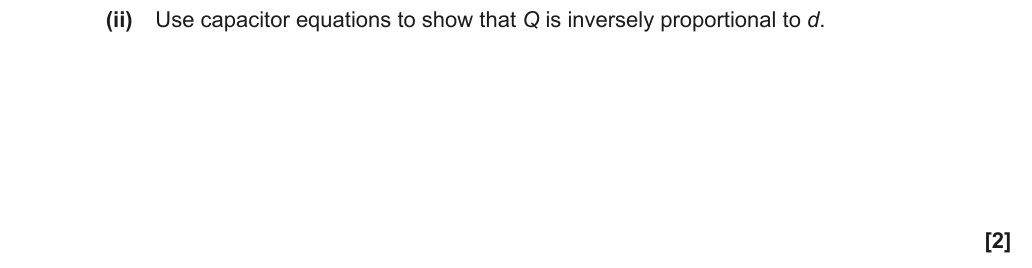 (ii) Use capacitor equations to show that Q is inversely proportional to d.
[2]